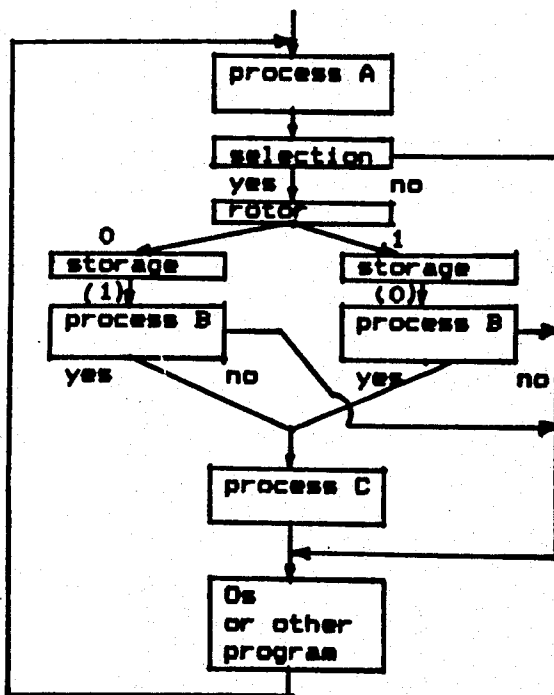 process A
selection
yes no
rotor
0 1
storage storage
(1) (0)
process B process B
yes no yes no
process C
Os
or other
program